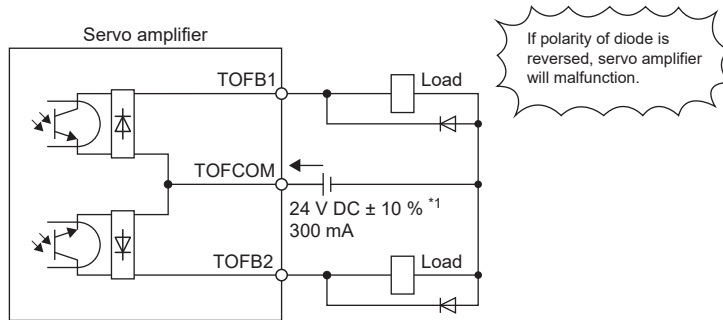 Servo amplifier
If polarity of diode is
reversed, servo amplifier
will malfunction.
TOFB1
Load
TOFCOM
24 V DC ± 10 % *1
300 mA
TOFB2
Load